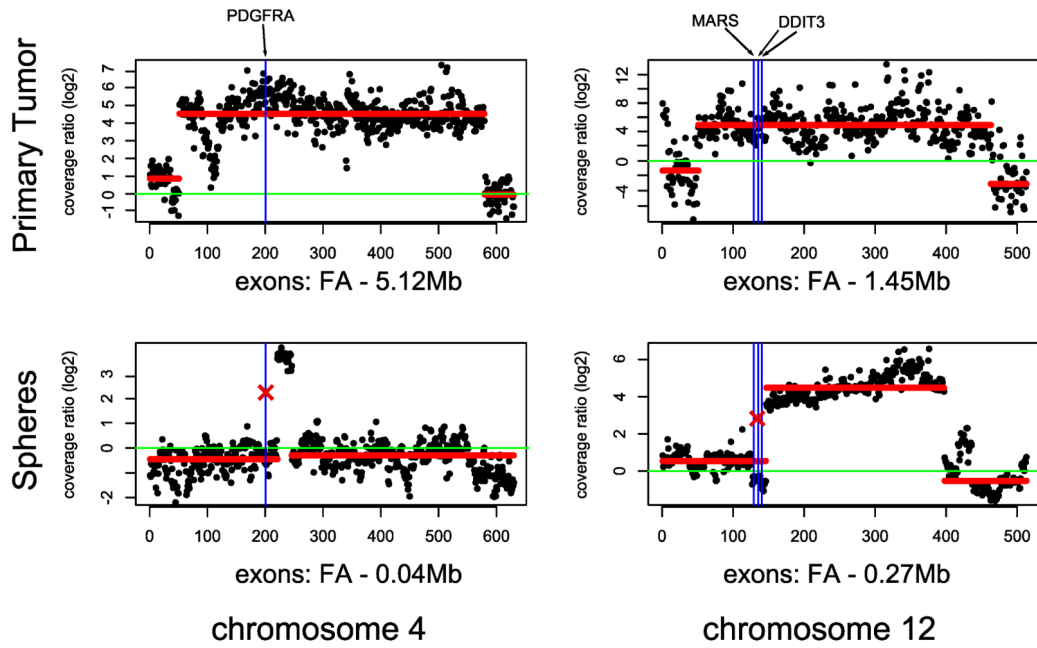 PDGFRA
MARS DDIT3
Primary Tumor
coverage ratio (log2)
-1 0 1 2 3 4 5 6 7
0 100 200 300 400 500 600
exons: FA - 5.12Mb
coverage ratio (log2)
-4 0 4 8 12
0 100 200 300 400 500
exons: FA - 1.45Mb
Spheres
coverage ratio (log2)
-2 0 1 2 3
0 100 200 300 400 500 600
exons: FA - 0.04Mb
coverage ratio (log2)
0 2 4 6
0 100 200 300 400 500
exons: FA - 0.27Mb
chromosome 4
chromosome 12